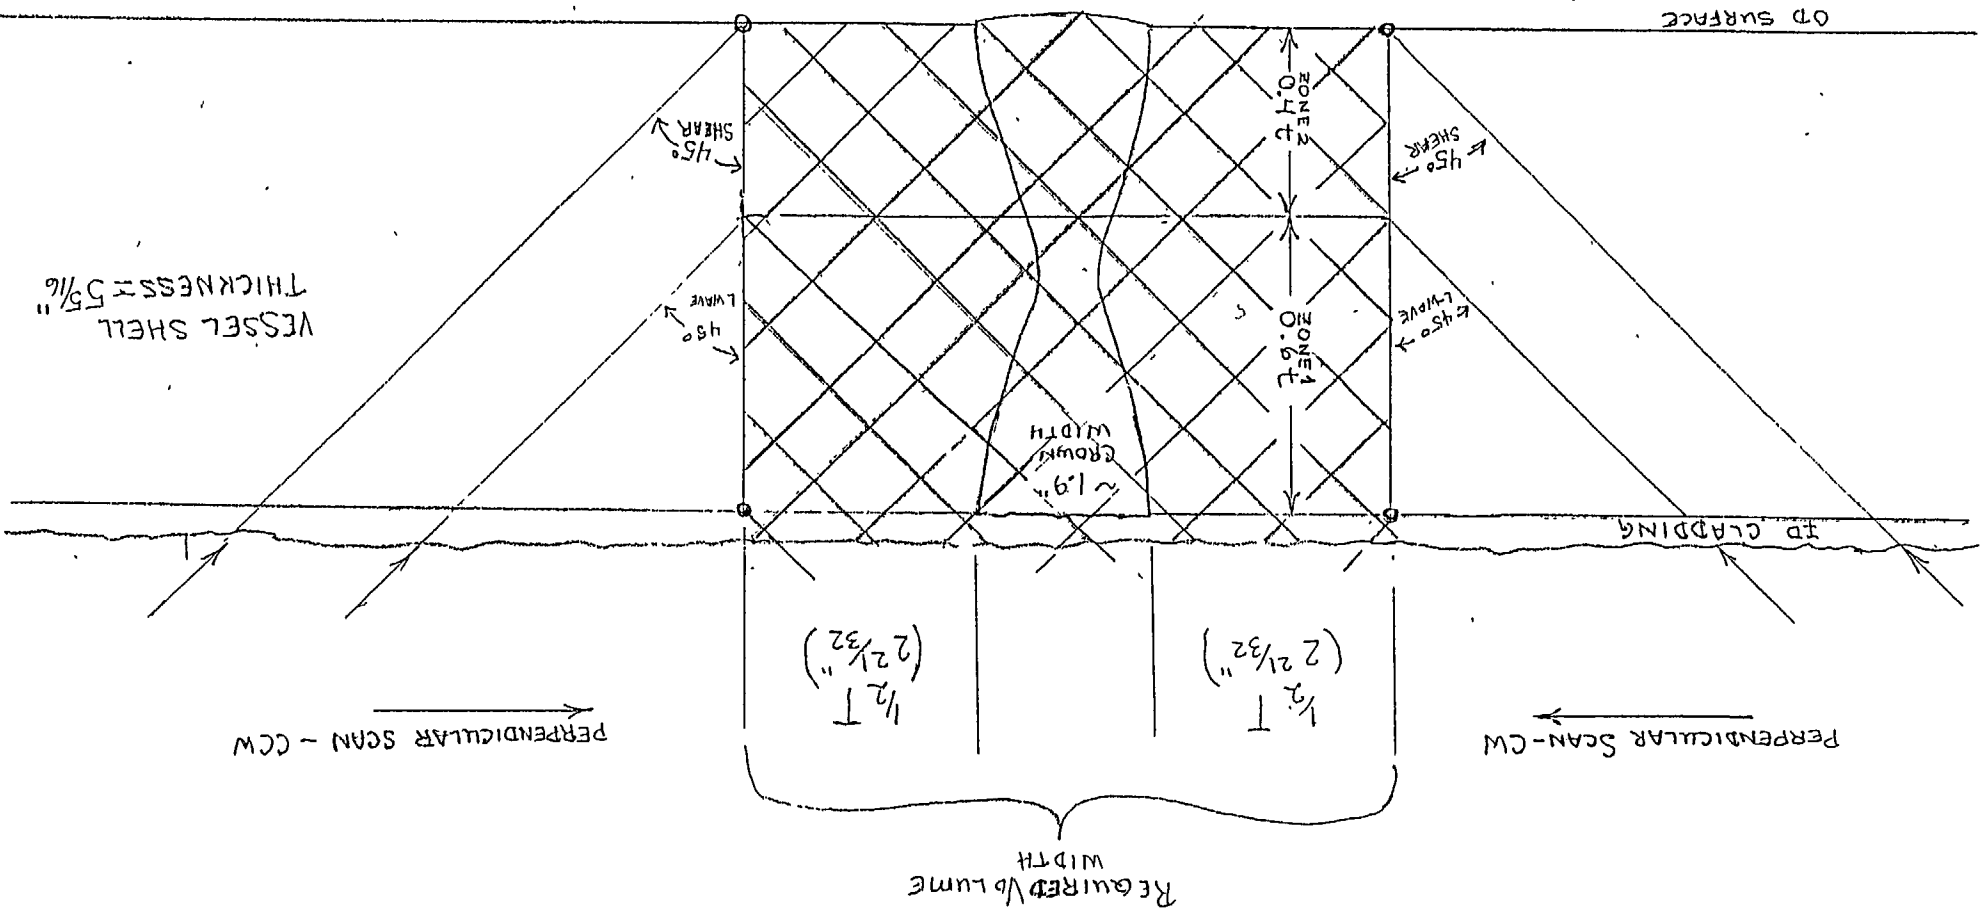 REQUIRED VOLUME
WIDTH
PERPENDICULAR SCAN-CW
PERPENDICULAR SCAN - CCW
1/2 T
(2 21/32")
1/2 T
(2 21/32")
ID CLADDING
~1.9"
CROWN
WIDTH
ZONE 1
0.6t
45°
L-WAVE
45°
L WAVE
VESSEL SHELL
THICKNESS = 5 5/16"
ZONE 2
0.4t
45°
SHEAR
45°
SHEAR
OD SURFACE